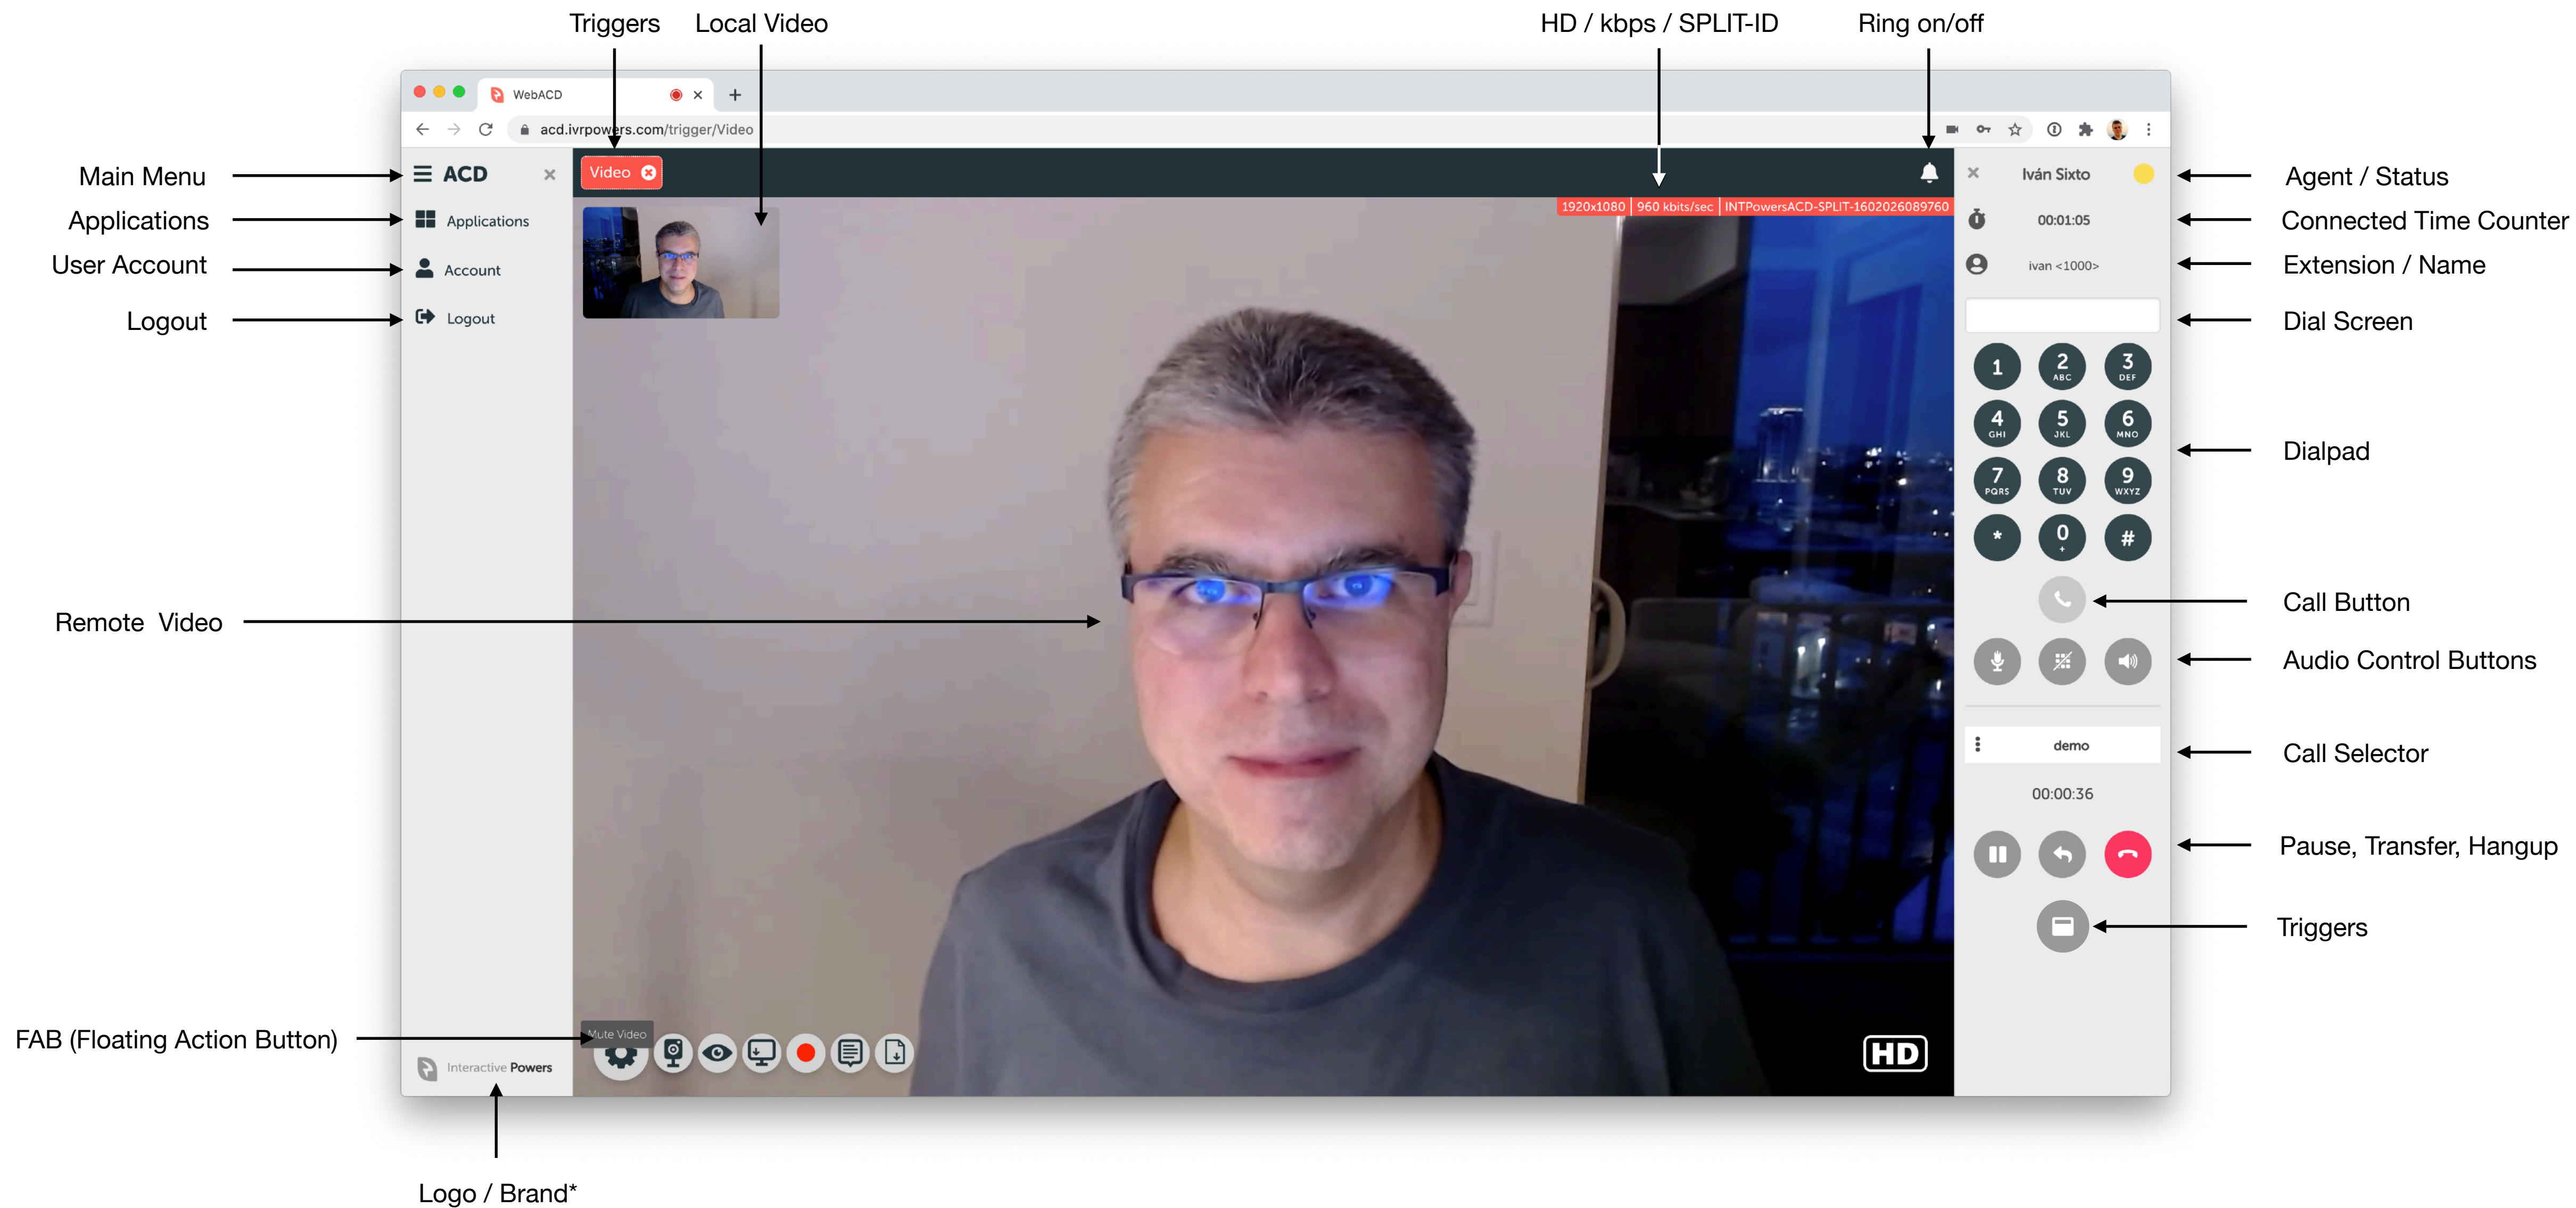 Triggers
Local Video
HD / kbps / SPLIT-ID
Ring on/off
WebACD
acd.ivrpowers.com/trigger/Video
Main Menu
ACD
Video
Iván Sixto
Agent / Status
1920x1080 | 960 kbits/sec | INTPowersACD-SPLIT-1602026089760
Applications
Applications
00:01:05
Connected Time Counter
User Account
Account
ivan <1000>
Extension / Name
Logout
Logout
Dial Screen
1
2 ABC
3 DEF
4 GHI
5 JKL
6 MNO
Dialpad
7 PQRS
8 TUV
9 WXYZ
*
0 +
#
Remote Video
Call Button
Audio Control Buttons
demo
Call Selector
00:00:36
Pause, Transfer, Hangup
Triggers
FAB (Floating Action Button)
Mute Video
HD
Interactive Powers
Logo / Brand*